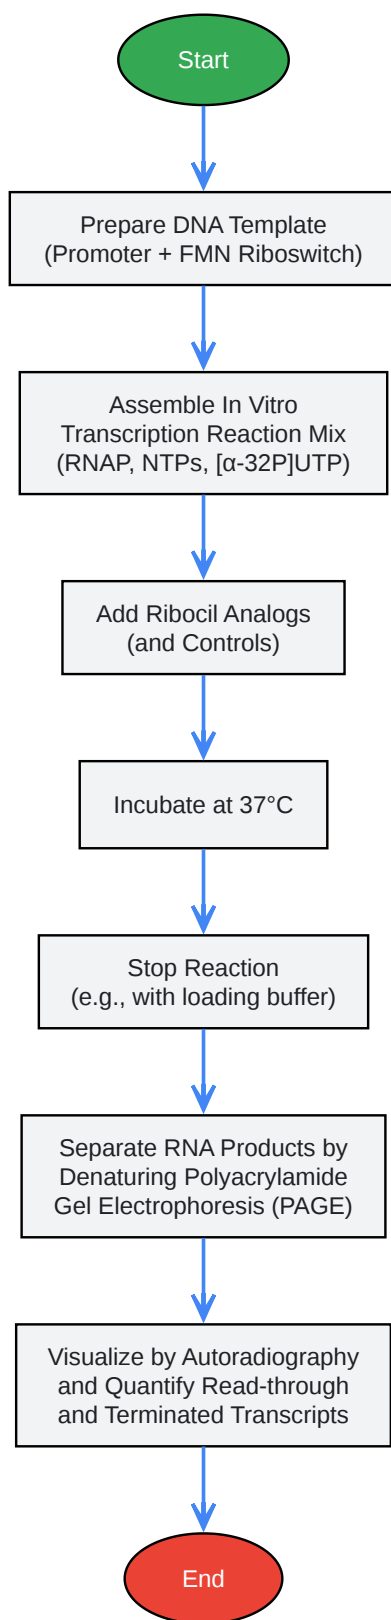 Start
Prepare DNA Template
(Promoter + FMN Riboswitch)
Assemble In Vitro
Transcription Reaction Mix
(RNAP, NTPs, [α-32P]UTP)
Add Ribocil Analogs
(and Controls)
Incubate at 37°C
Stop Reaction
(e.g., with loading buffer)
Separate RNA Products by
Denaturing Polyacrylamide
Gel Electrophoresis (PAGE)
Visualize by Autoradiography
and Quantify Read-through
and Terminated Transcripts
End